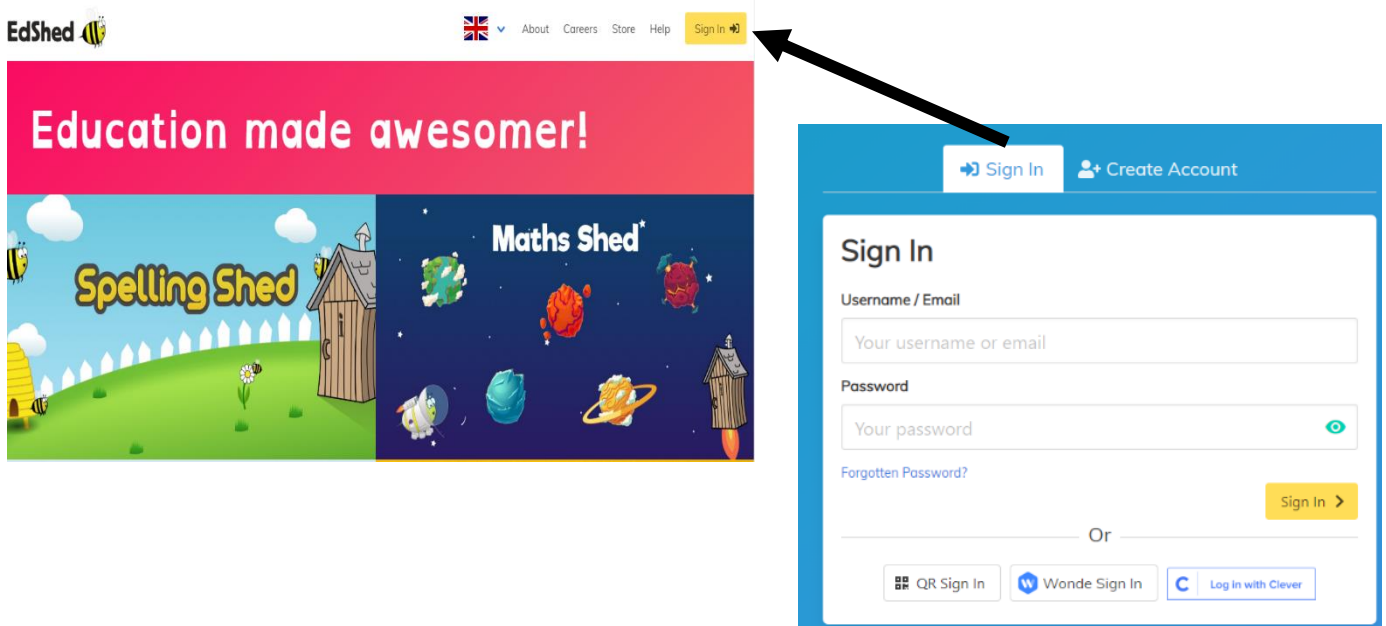 EdShed
About Careers Store Help Sign In
Education made awesomer!
Spelling Shed
Maths Shed
Sign In Create Account
Sign In
Username / Email
Your username or email
Password
Your password
Forgotten Password?
Sign In
Or
QR Sign In Wonde Sign In Log in with Clever